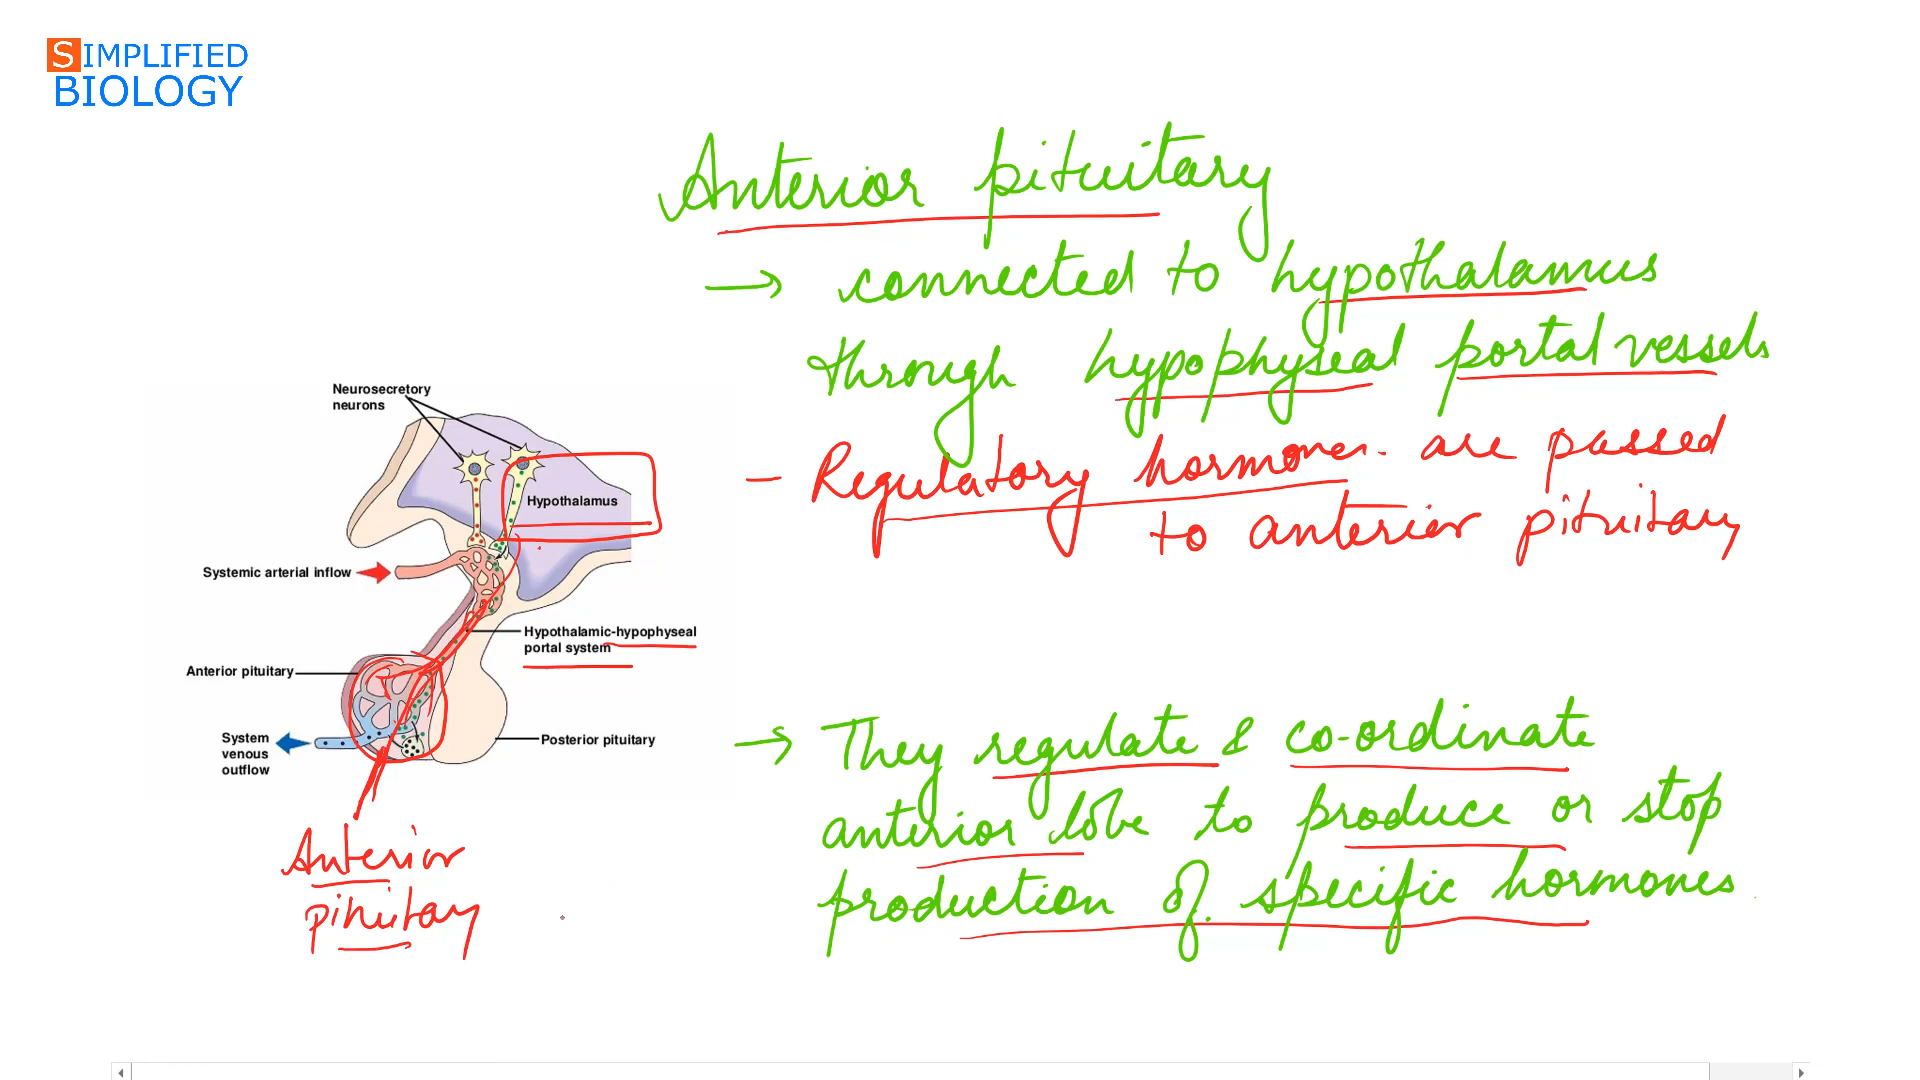 SIMPLIFIED
BIOLOGY
Anterior pituitary
→ connected to hypothalamus
through hypophyseal portal vessels
- Regulatory hormones are passed
to anterior pituitary
→ They regulate & co-ordinate
anterior lobe to produce or stop
production of specific hormones
Neurosecretory
neurons
Hypothalamus
Systemic arterial inflow
Hypothalamic-hypophyseal
portal system
Anterior pituitary
System
venous
outflow
Posterior pituitary
Anterior
pituitary